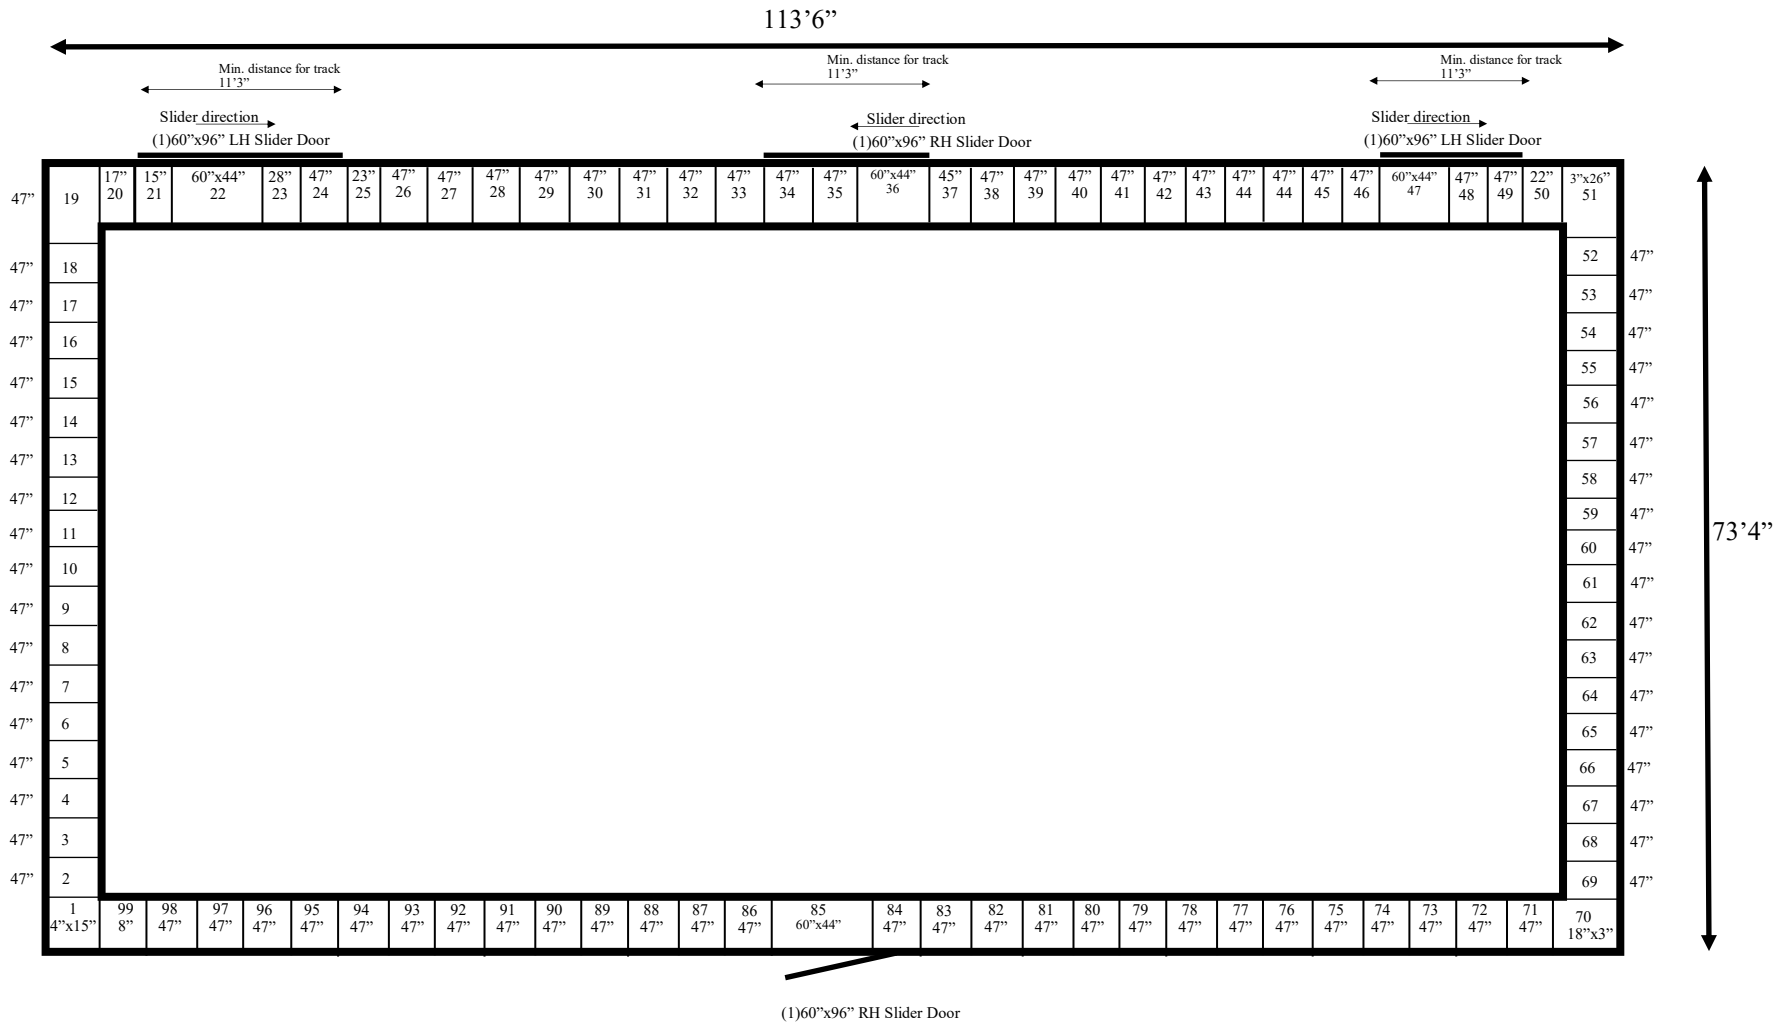 113’6”
Min. distance for track
11’3”
Min. distance for track
11’3”
Min. distance for track
11’3”
Slider direction
(1)60”x96” LH Slider Door
Slider direction
(1)60”x96” RH Slider Door
Slider direction
(1)60”x96” LH Slider Door
17” 15” 60”x44” 28” 47” 23” 47” 47” 47” 47” 47” 47” 47” 47” 47” 47” 60”x44” 45” 47” 47” 47” 47” 47” 47” 47” 47” 47” 47” 60”x44” 47” 47” 22” 3”x26”
47” 19 20 21 22 23 24 25 26 27 28 29 30 31 32 33 34 35 36 37 38 39 40 41 42 43 44 44 45 46 47 48 49 50 51
47” 18 52 47”
47” 17 53 47”
47” 16 54 47”
47” 15 55 47”
47” 14 56 47”
47” 13 57 47”
47” 12 58 47”
47” 11 59 47”
73’4”
47” 10 60 47”
47” 9 61 47”
47” 8 62 47”
47” 7 63 47”
47” 6 64 47”
47” 5 65 47”
47” 4 66 47”
47” 3 67 47”
47” 2 68 47”
69 47”
1 99 98 97 96 95 94 93 92 91 90 89 88 87 86 85 84 83 82 81 80 79 78 77 76 75 74 73 72 71 70
4”x15” 8” 47” 47” 47” 47” 47” 47” 47” 47” 47” 47” 47” 47” 47” 60”x44” 47” 47” 47” 47” 47” 47” 47” 47” 47” 47” 47” 47” 47” 47” 18”x3”
(1)60”x96” RH Slider Door